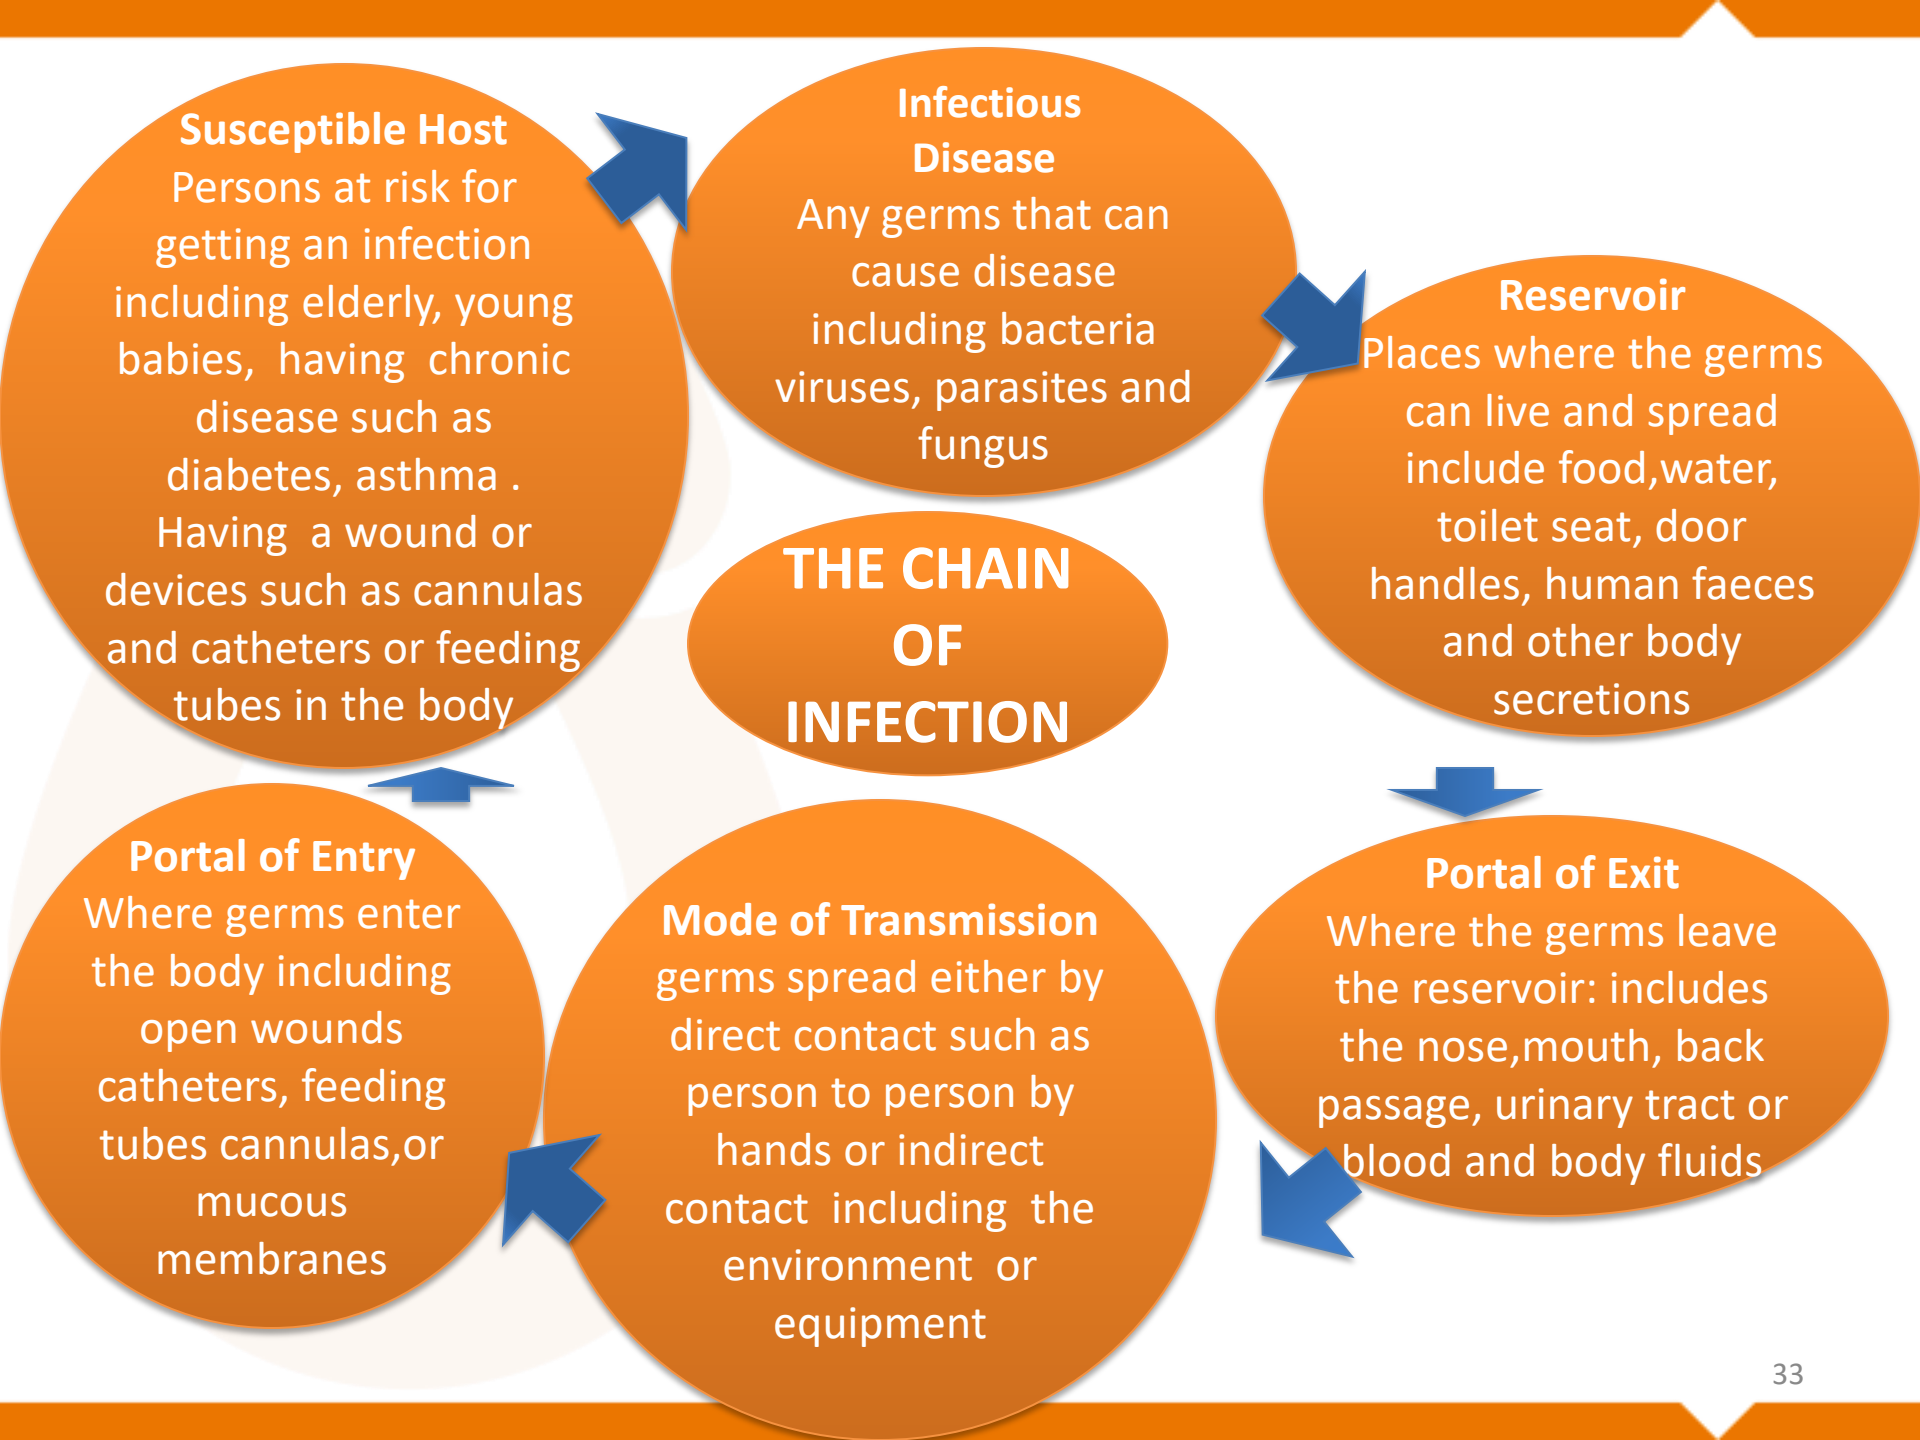 Susceptible Host
Persons at risk for
getting an infection
including elderly, young
babies, having chronic
disease such as
diabetes, asthma .
Having a wound or
devices such as cannulas
and catheters or feeding
tubes in the body
Infectious
Disease
Any germs that can
cause disease
including bacteria
viruses, parasites and
fungus
Reservoir
Places where the germs
can live and spread
include food,water,
toilet seat, door
handles, human faeces
and other body
secretions
THE CHAIN
OF
INFECTION
Portal of Entry
Where germs enter
the body including
open wounds
catheters, feeding
tubes cannulas,or
mucous
membranes
Mode of Transmission
germs spread either by
direct contact such as
person to person by
hands or indirect
contact including the
environment or
equipment
Portal of Exit
Where the germs leave
the reservoir: includes
the nose,mouth, back
passage, urinary tract or
blood and body fluids
33